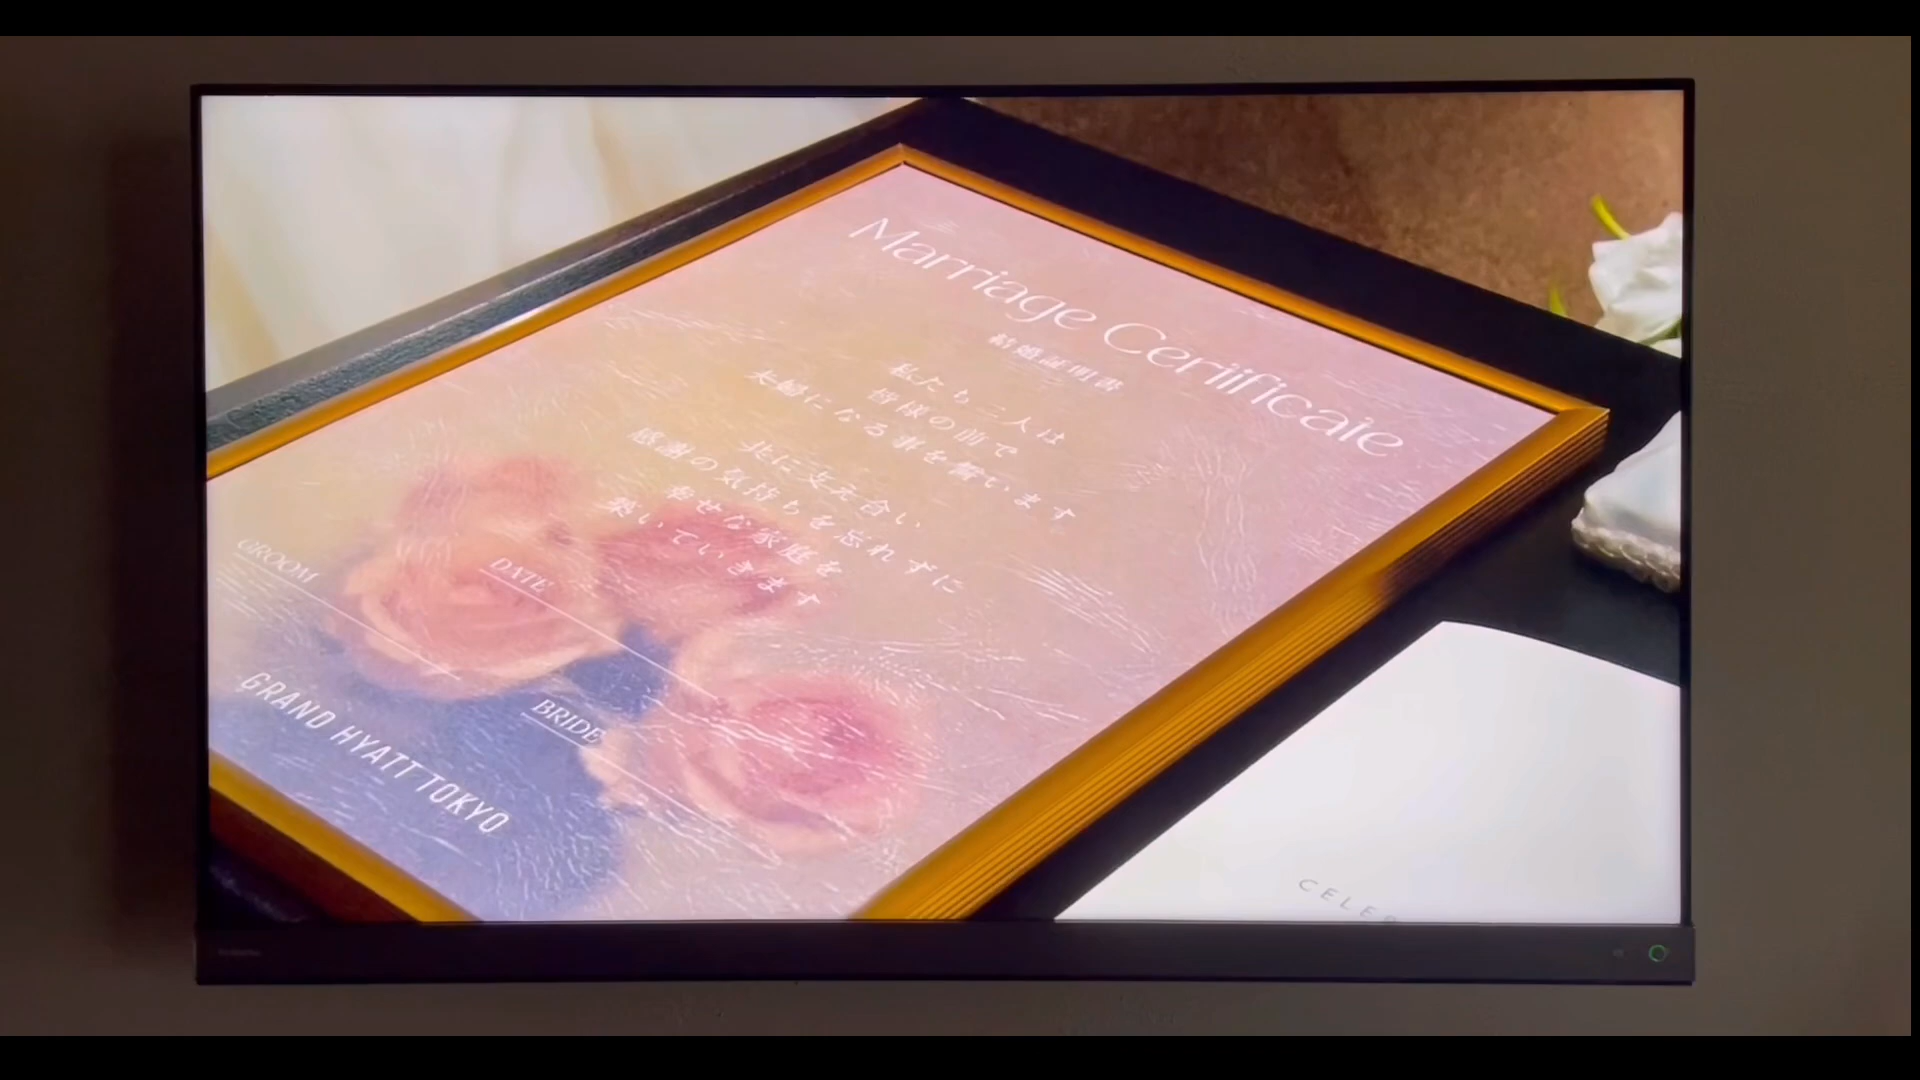 Marriage Certificate
結婚証明書
私たち二人は
皆様の前で
夫婦になる事を誓います
共に支え合い
感謝の気持ちを忘れずに
幸せな家庭を
築いていきます
GROOM
DATE
BRIDE
GRAND HYATT TOKYO
CELEB